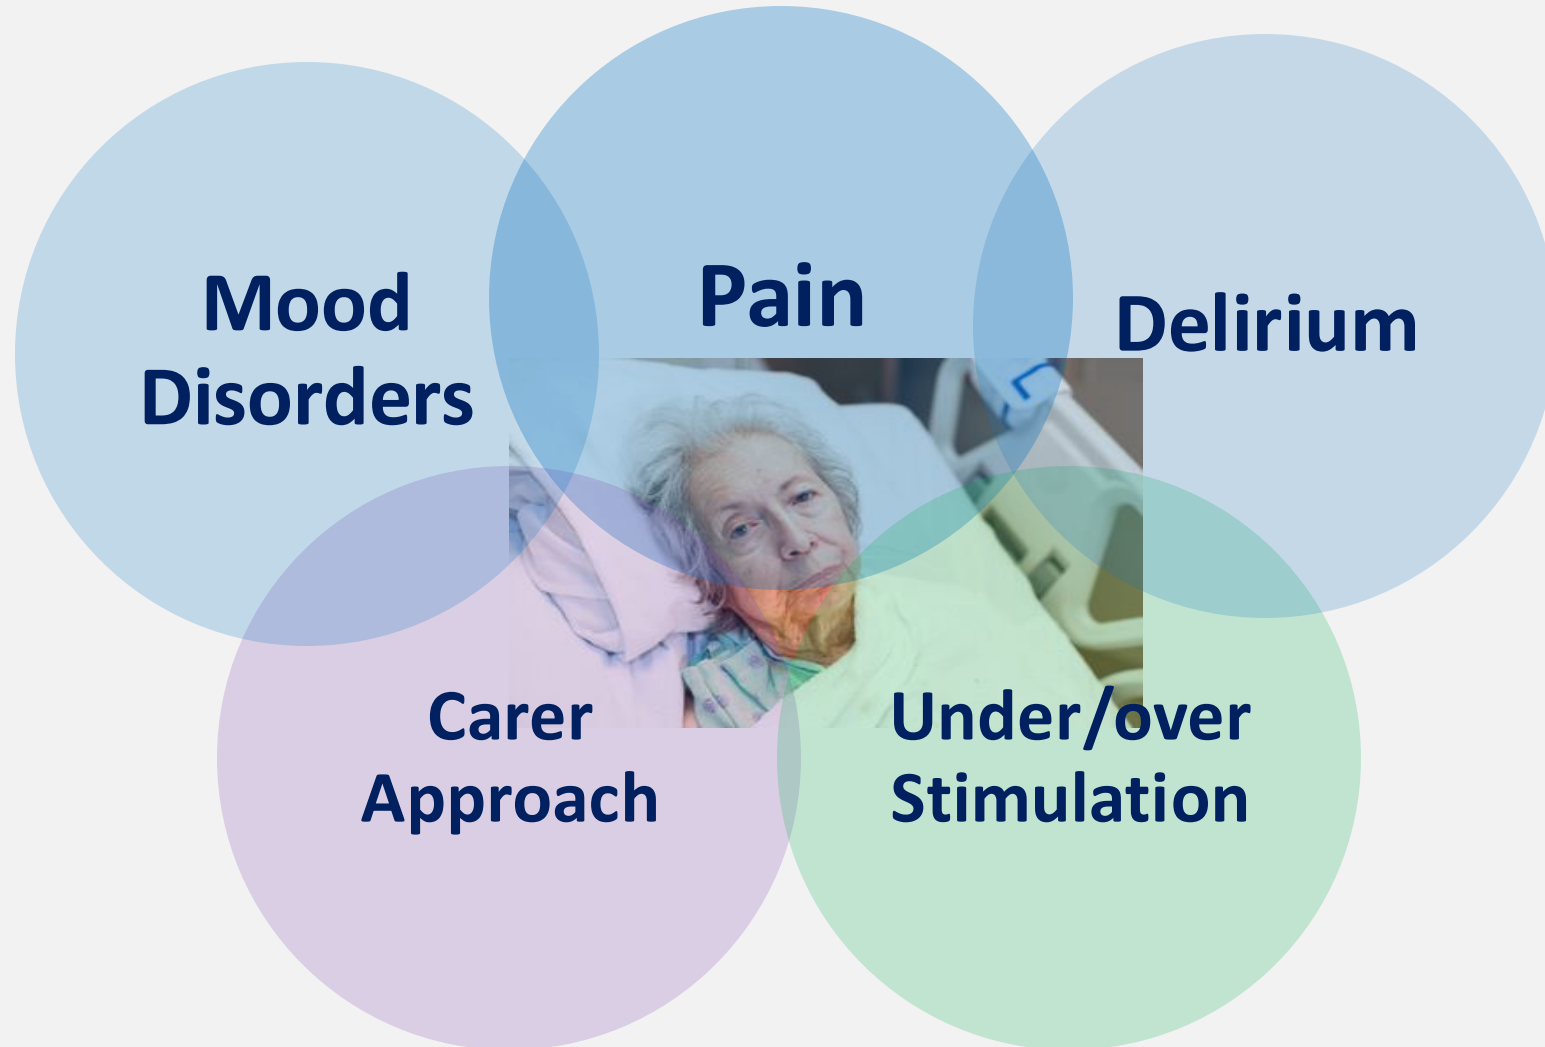 Mood
Disorders
Pain
Delirium
Carer
Approach
Under/over
Stimulation